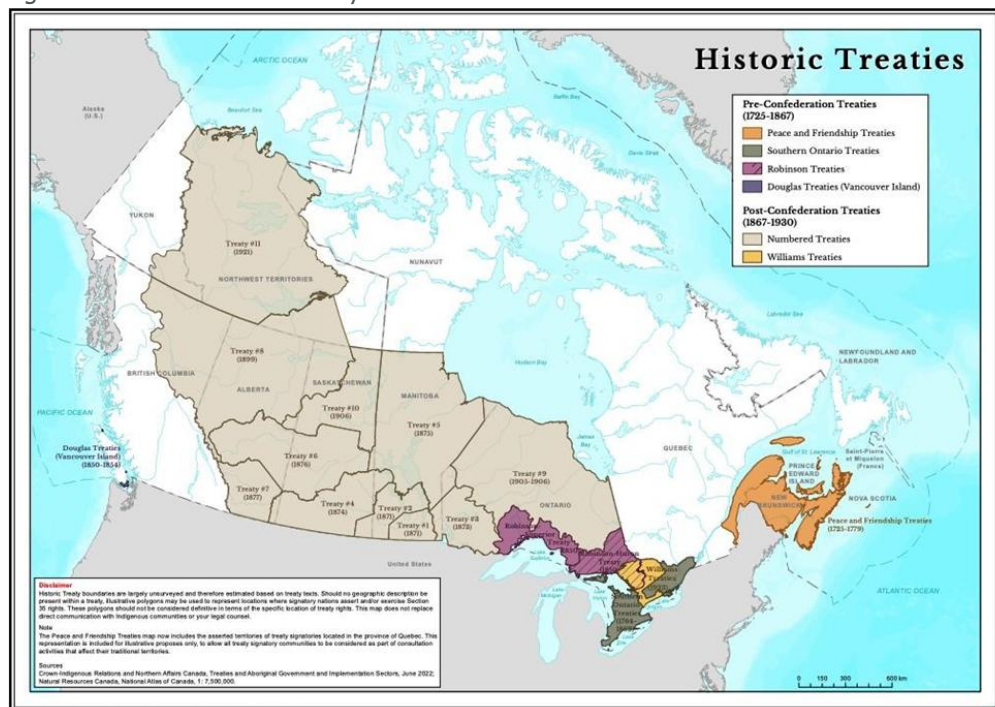 Historic Treaties
Pre-Confederation Treaties
(1725-1867)
Peace and Friendship Treaties
Southern Ontario Treaties
Robinson Treaties
Douglas Treaties (Vancouver Island)
Post-Confederation Treaties
(1867-1930)
Numbered Treaties
Williams Treaties
ARCTIC OCEAN
Beaufort Sea
Baffin Bay
Davis Strait
Alaska
(U.S.)
YUKON
Treaty #11
(1921)
NORTHWEST TERRITORIES
NUNAVUT
Labrador Sea
Hudson Bay
NEWFOUNDLAND AND
LABRADOR
Treaty #8
(1899)
BRITISH COLUMBIA
ALBERTA
SASKATCHEWAN
MANITOBA
Treaty #10
(1906)
Treaty #5
(1875)
PACIFIC OCEAN
Douglas Treaties
(Vancouver Island)
(1850-1854)
Treaty #6
(1876)
James
Bay
QUEBEC
Gulf of St. Lawrence
Saint-Pierre
et Miquelon
(France)
Treaty #9
(1905-1906)
PRINCE
EDWARD
ISLAND
Treaty #7
(1877)
Treaty #4
(1874)
Treaty #2
(1871)
Treaty #1
(1871)
ONTARIO
NEW
BRUNSWICK
NOVA SCOTIA
Peace and Friendship Treaties
(1725-1779)
Robinson
Superior
Treaty
Treaty
Williams
Treaties
United States
Ontario
Treaties
ATLANTIC OCEAN
Disclaimer
Historic Treaty boundaries are largely unsurveyed and therefore estimated based on treaty texts. Should no geographic description be
present within a treaty, illustrative polygons may be used to represent locations where signatory nations assert and/or exercise Section
35 rights. These polygons should not be considered definitive in terms of the specific location of treaty rights. This map does not replace
direct communication with Indigenous communities or your legal counsel.
Note
The Peace and Friendship Treaties map now includes the asserted territories of treaty signatories located in the province of Quebec. This
representation is included for illustrative proposes only, to allow all treaty signatory communities to be considered as part of consultation
activities that affect their traditional territories.
Sources
Crown-Indigenous Relations and Northern Affairs Canada, Treaties and Aboriginal Government and Implementation Sectors, June 2022;
Natural Resources Canada, National Atlas of Canada, 1: 7,500,000.
0 150 300 600 km